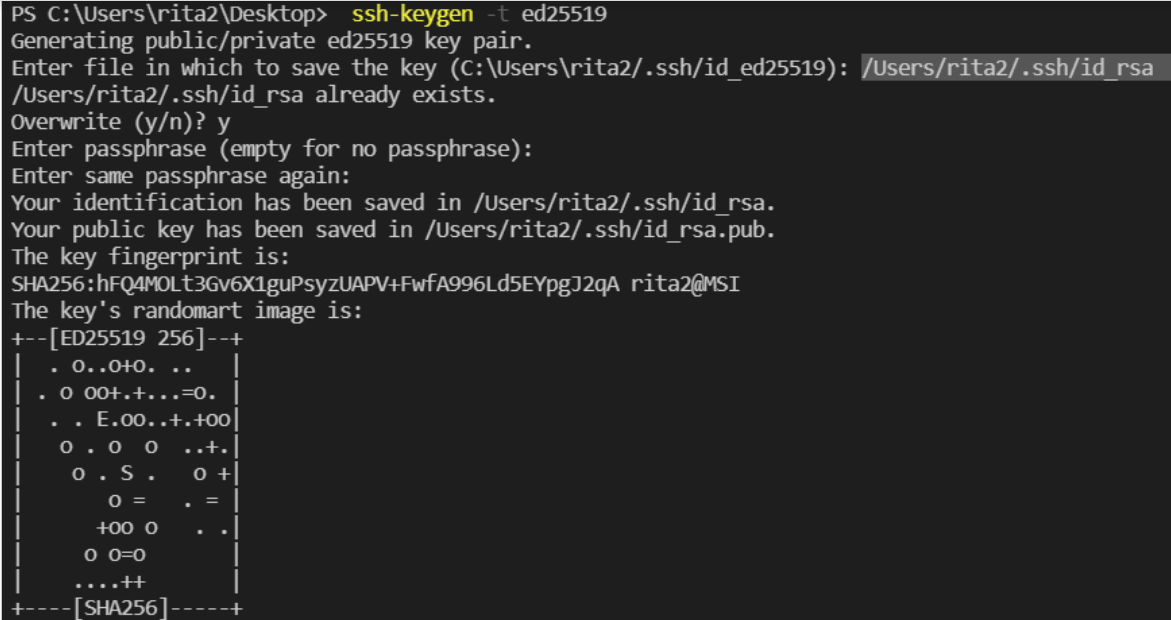 PS C:\Users\rita2\Desktop>  ssh-keygen -t ed25519
Generating public/private ed25519 key pair.
Enter file in which to save the key (C:\Users\rita2/.ssh/id_ed25519): /Users/rita2/.ssh/id_rsa
/Users/rita2/.ssh/id_rsa already exists.
Overwrite (y/n)? y
Enter passphrase (empty for no passphrase):
Enter same passphrase again:
Your identification has been saved in /Users/rita2/.ssh/id_rsa.
Your public key has been saved in /Users/rita2/.ssh/id_rsa.pub.
The key fingerprint is:
SHA256:hFQ4MOLt3Gv6X1guPsyzUAPV+FwfA996Ld5EYpgJ2qA rita2@MSI
The key's randomart image is:
+--[ED25519 256]--+
|  . o..o+o. ..   |
| . o oo+.+...=o. |
|  . . E.oo..+.+oo|
|   o . o  o  ..+.|
|    o . S .   o +|
|       o =   . = |
|      +oo o   . .|
|     o o=o       |
|    ....++       |
+----[SHA256]-----+